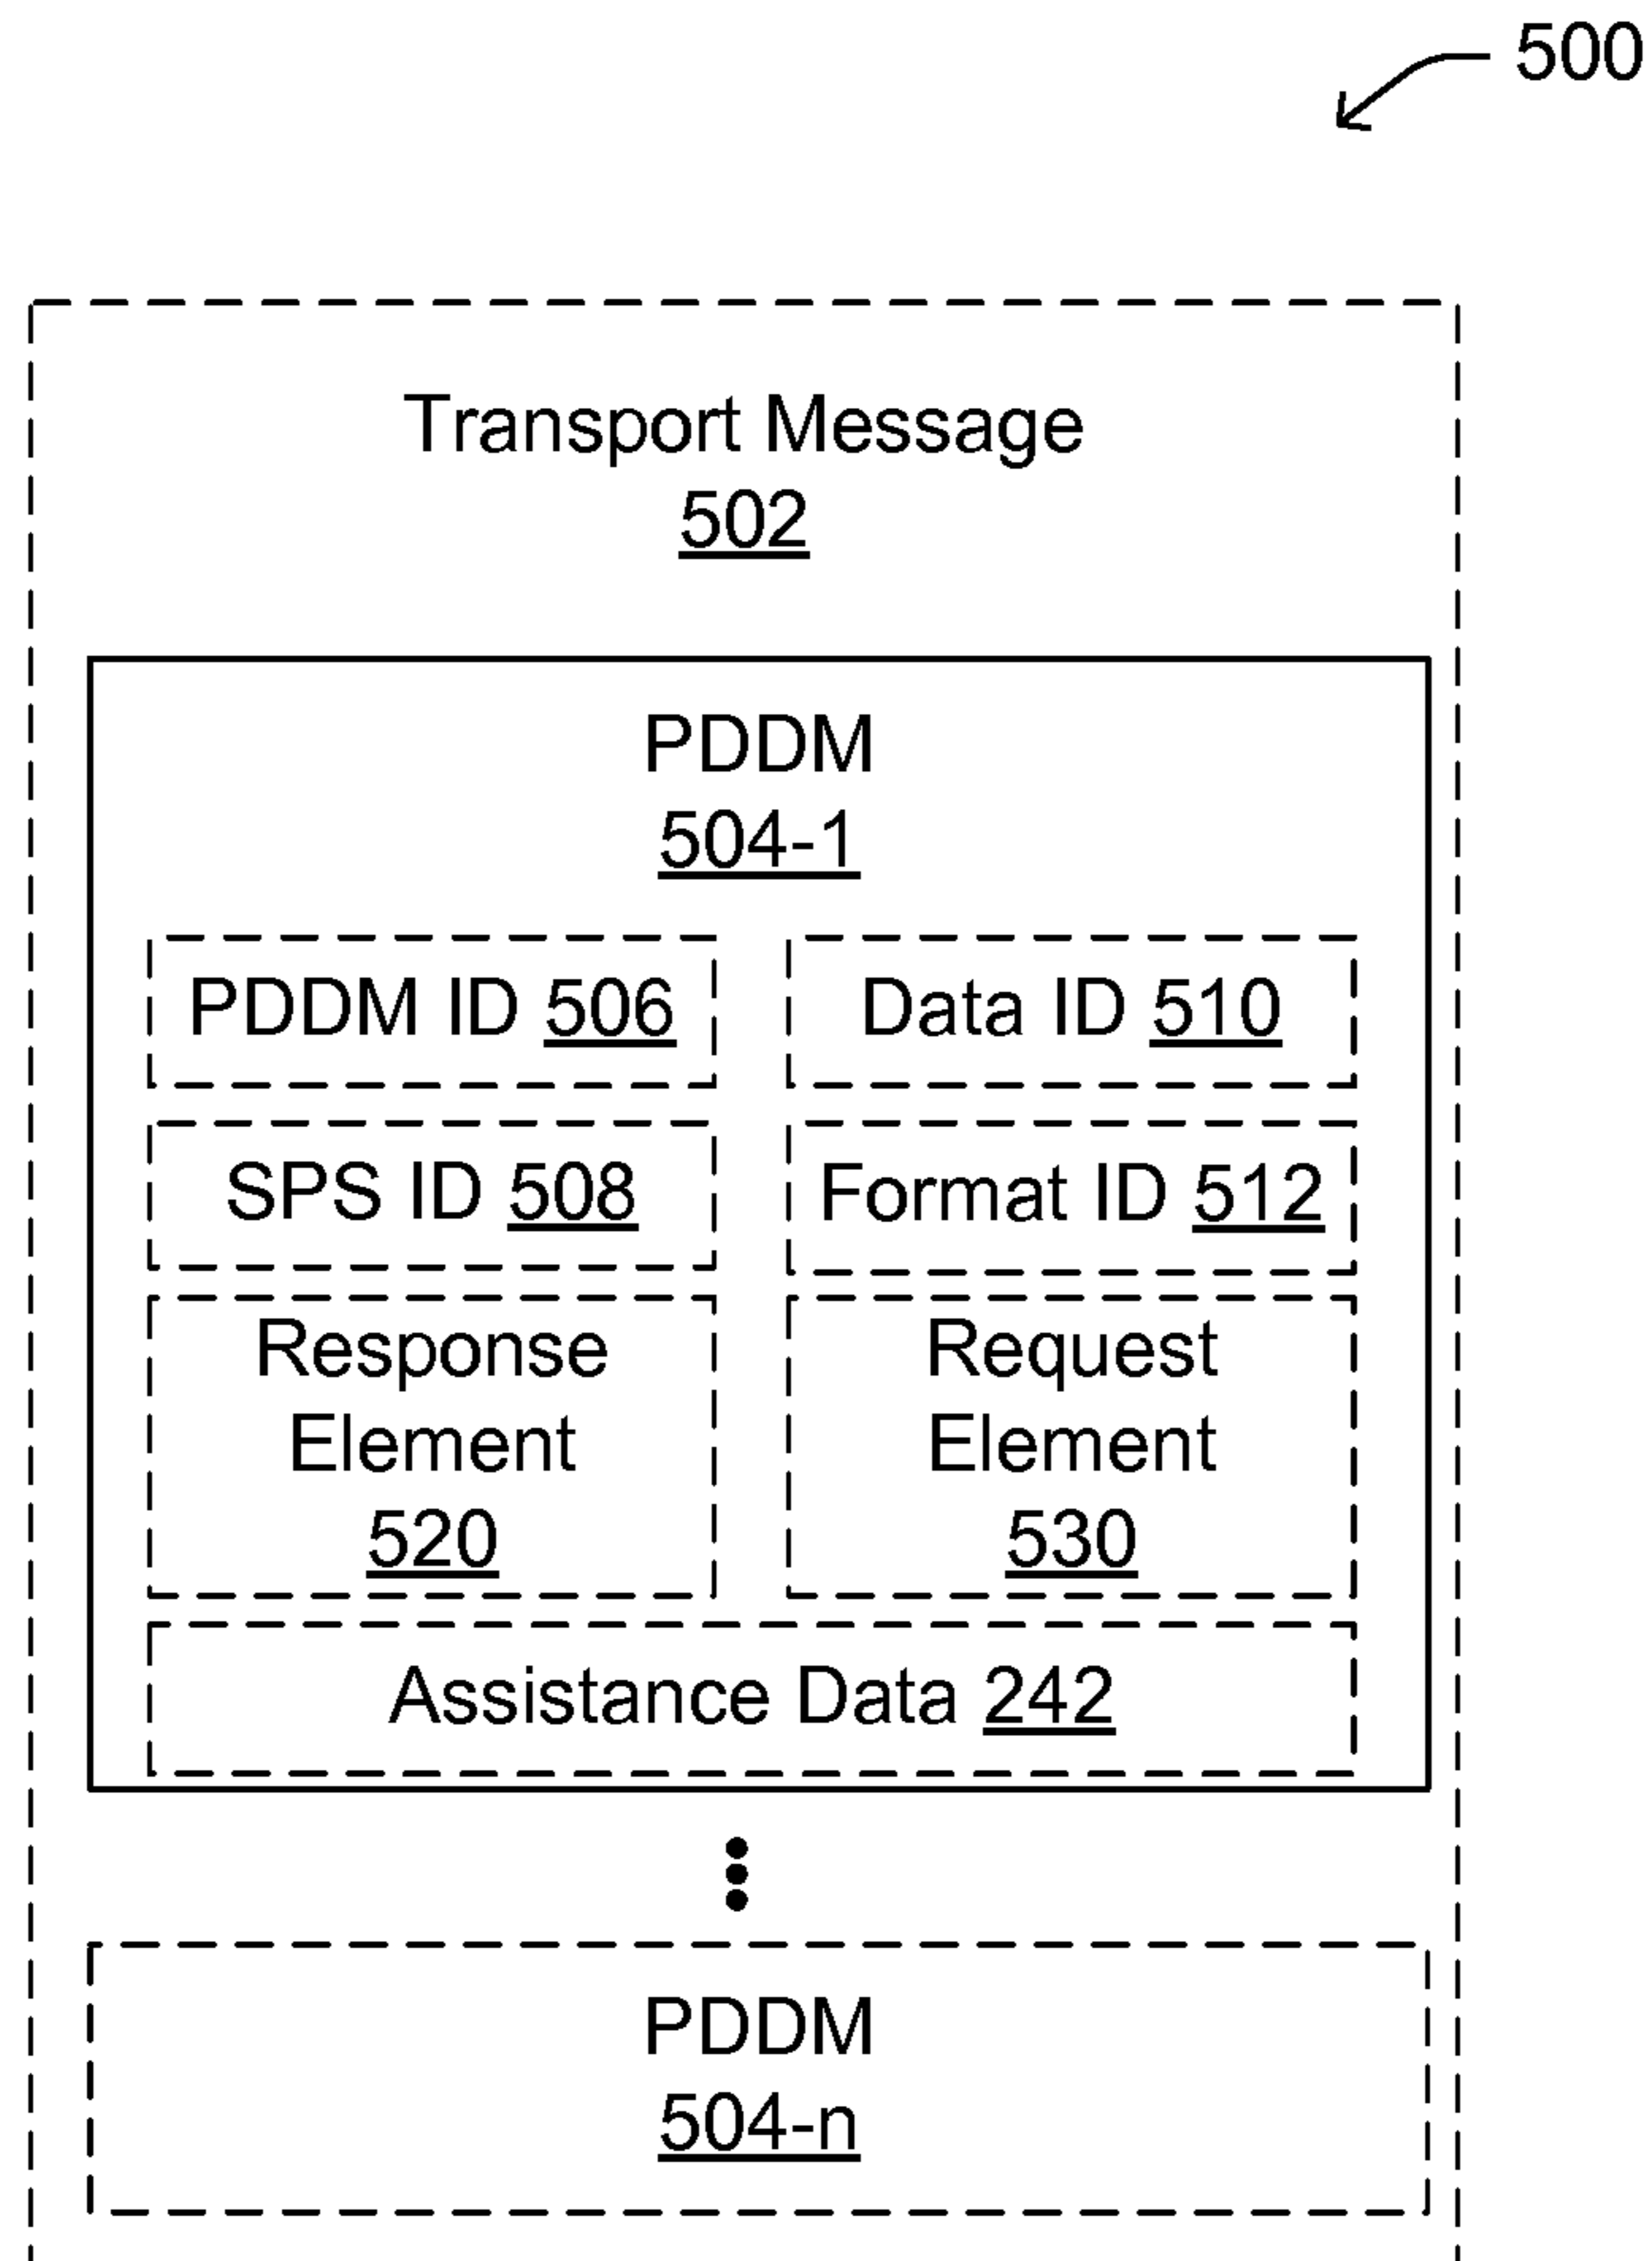 500
Transport Message
502
PDDM
504-1
PDDM ID 506
Data ID 510
SPS ID 508
Format ID 512
Response
Element
520
Request
Element
530
Assistance Data 242
PDDM
504-n